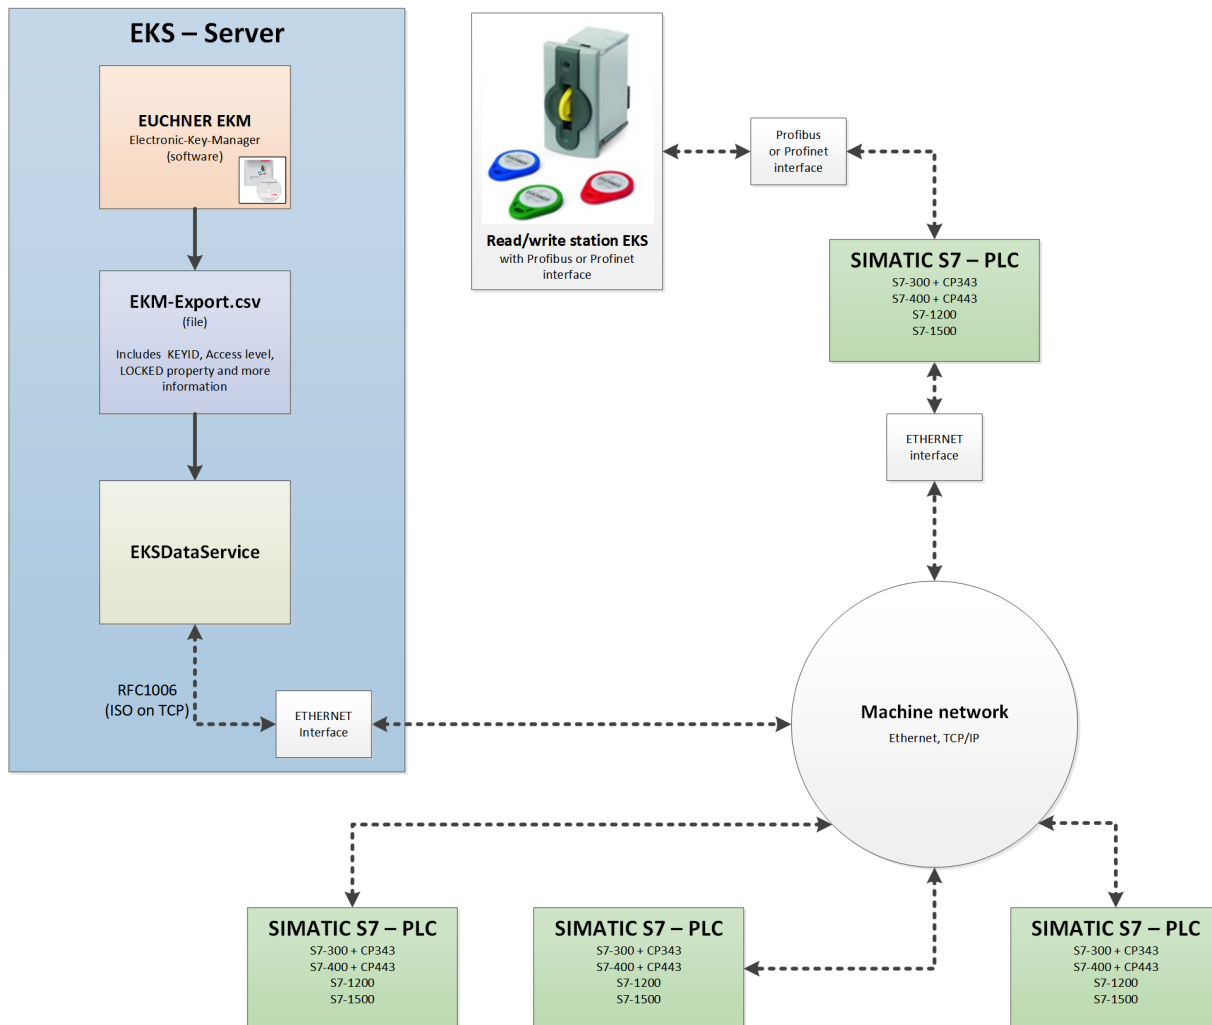 EKS – Server
EUCHNER EKM
Electronic-Key-Manager
(software)
EKM-Export.csv
(file)
Includes KEYID, Access level,
LOCKED property and more
information
EKSDataService
RFC1006
(ISO on TCP)
ETHERNET
Interface
EUCHNER
EUCHNER
EUCHNER
Read/write station EKS
with Profibus or Profinet
interface
Profibus
or Profinet
interface
SIMATIC S7 – PLC
S7-300 + CP343
S7-400 + CP443
S7-1200
S7-1500
ETHERNET
interface
Machine network
Ethernet, TCP/IP
SIMATIC S7 – PLC
S7-300 + CP343
S7-400 + CP443
S7-1200
S7-1500
SIMATIC S7 – PLC
S7-300 + CP343
S7-400 + CP443
S7-1200
S7-1500
SIMATIC S7 – PLC
S7-300 + CP343
S7-400 + CP443
S7-1200
S7-1500